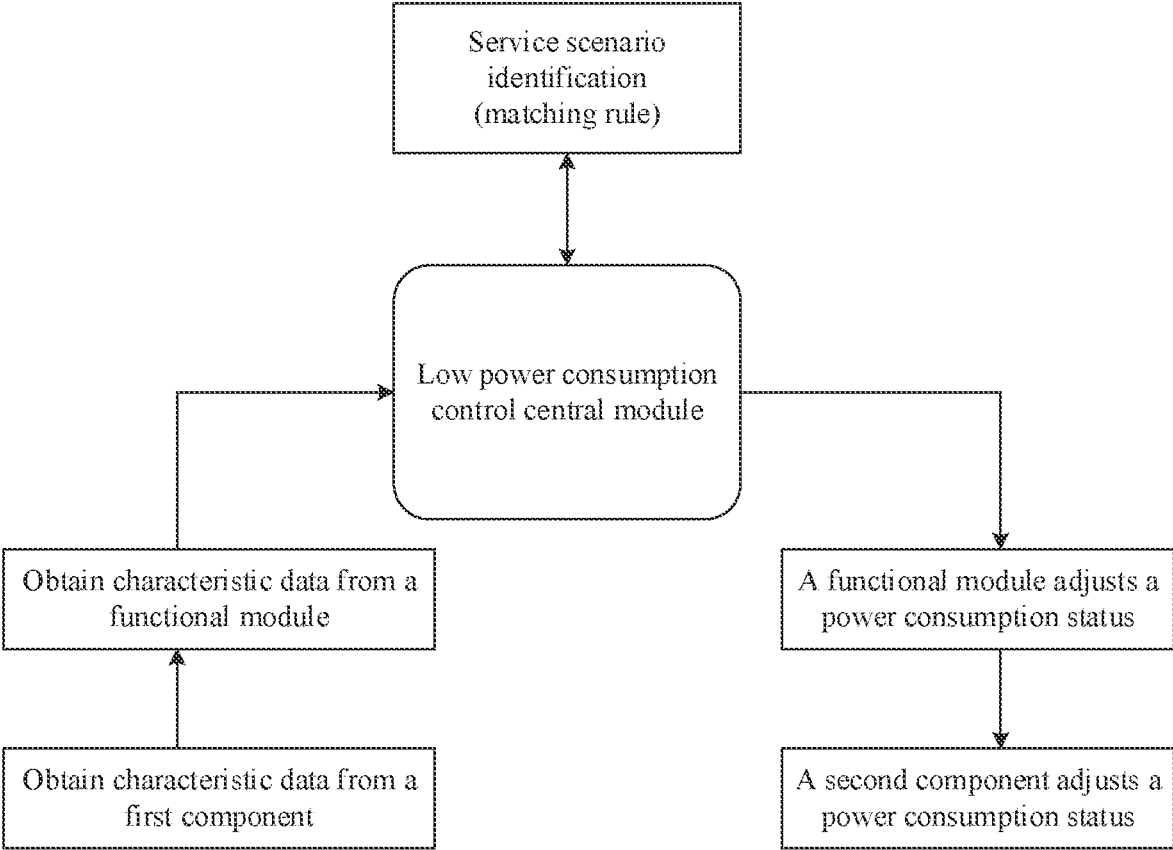 Service scenario
identification
(matching rule)
Low power consumption
control central module
Obtain characteristic data from a
functional module
A functional module adjusts a
power consumption status
Obtain characteristic data from a
first component
A second component adjusts a
power consumption status